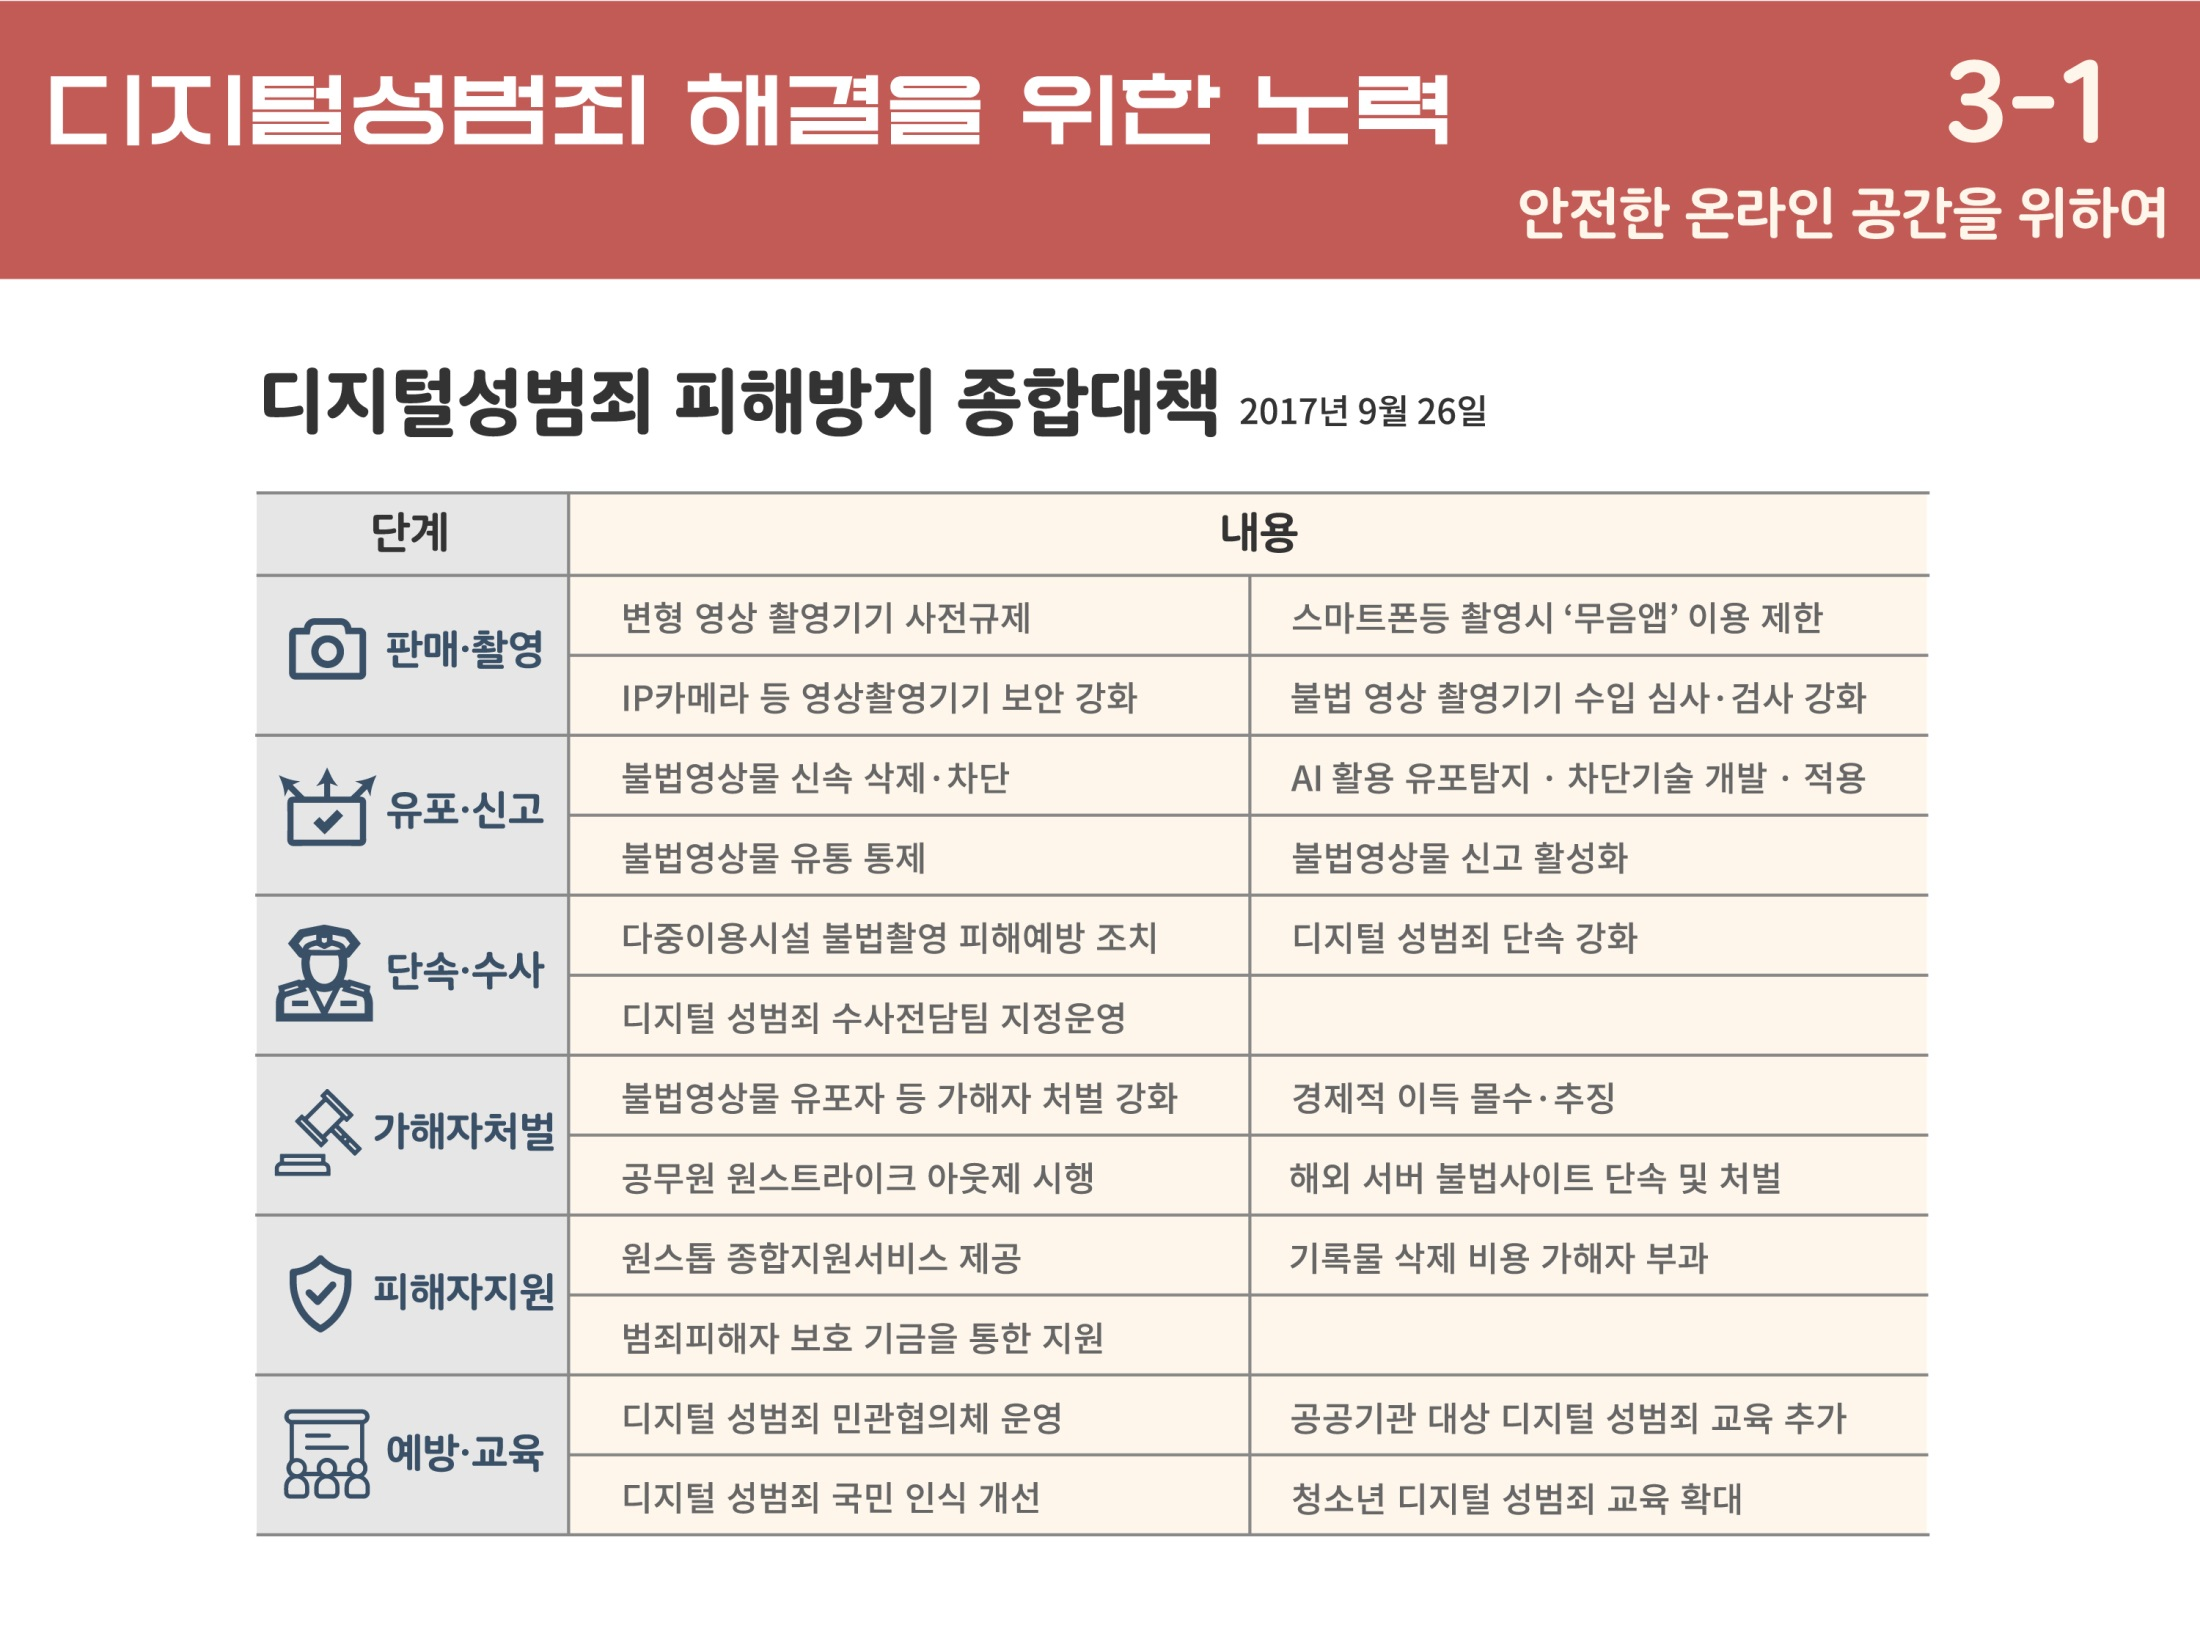 디지털성범죄 해결을 위한 노력
3-1
안전한 온라인 공간을 위하여
디지털성범죄 피해방지 종합대책 2017년 9월 26일
단계 내용
판매·촬영
변형 영상 촬영기기 사전규제 스마트폰등 촬영시 ‘무음앱’ 이용 제한
IP카메라 등 영상촬영기기 보안 강화 불법 영상 촬영기기 수입 심사·검사 강화
유포·신고
불법영상물 신속 삭제·차단 AI 활용 유포탐지 · 차단기술 개발 · 적용
불법영상물 유통 통제 불법영상물 신고 활성화
단속·수사
다중이용시설 불법촬영 피해예방 조치 디지털 성범죄 단속 강화
디지털 성범죄 수사전담팀 지정운영
가해자처벌
불법영상물 유포자 등 가해자 처벌 강화 경제적 이득 몰수·추징
공무원 원스트라이크 아웃제 시행 해외 서버 불법사이트 단속 및 처벌
피해자지원
원스톱 종합지원서비스 제공 기록물 삭제 비용 가해자 부과
범죄피해자 보호 기금을 통한 지원
예방·교육
디지털 성범죄 민관협의체 운영 공공기관 대상 디지털 성범죄 교육 추가
디지털 성범죄 국민 인식 개선 청소년 디지털 성범죄 교육 확대